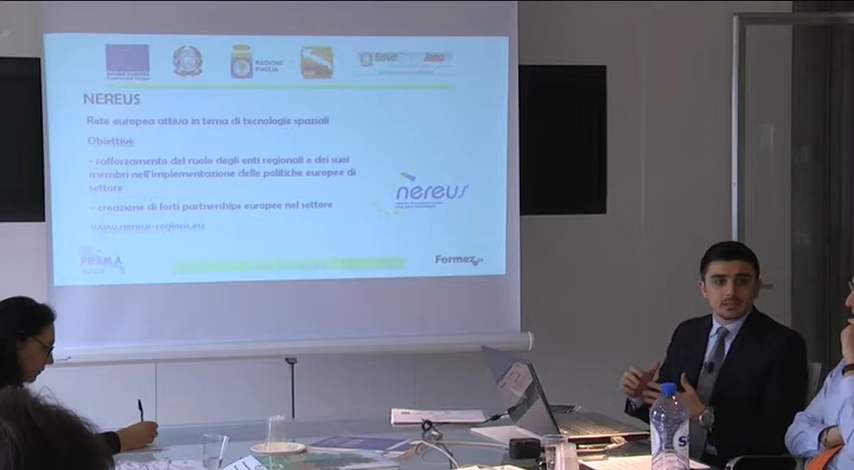 REGIONE
PUGLIA
NEREUS
Rete europea attiva in tema di tecnologie spaziali
Obiettivi:
- rafforzamento del ruolo degli enti regionali e dei suoi
membri nell'implementazione delle politiche europee di
settore
- creazione di forti partnerships europee nel settore
www.nereus-regions.eu
nereus
P.R.I.M.A.
Formez